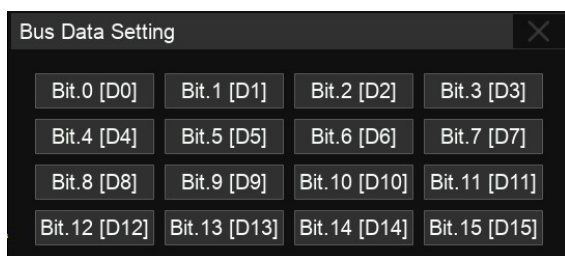 Bus Data Setting
Bit.0 [D0] Bit.1 [D1] Bit.2 [D2] Bit.3 [D3]
Bit.4 [D4] Bit.5 [D5] Bit.6 [D6] Bit.7 [D7]
Bit.8 [D8] Bit.9 [D9] Bit.10 [D10] Bit.11 [D11]
Bit.12 [D12] Bit.13 [D13] Bit.14 [D14] Bit.15 [D15]